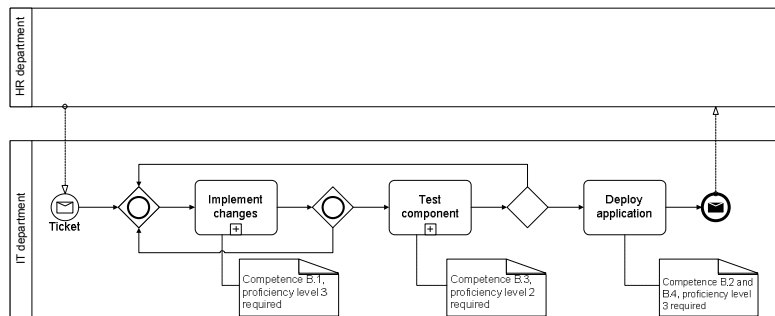 HR department
IT department
Ticket
Implement
changes
Test
component
Deploy
application
Competence B.1,
proficiency level 3
required
Competence B.3,
proficiency level 2
required
Competence B.2 and
B.4, proficiency level
3 required